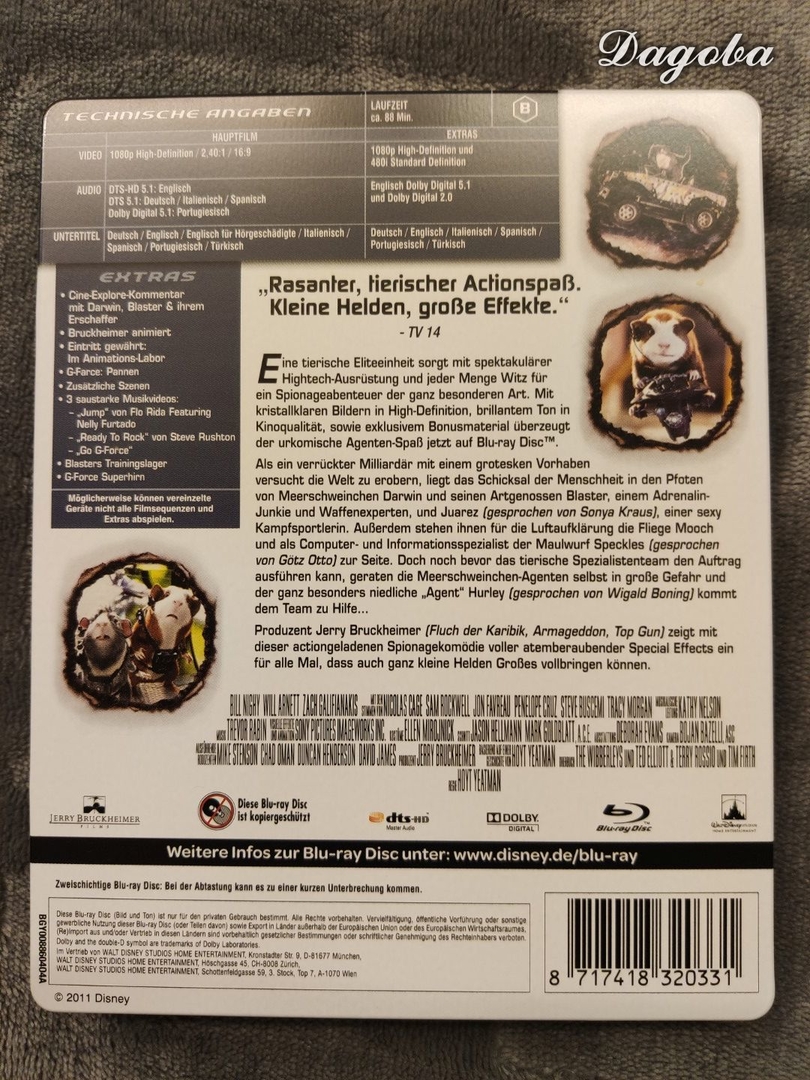 Dagoba
TECHNISCHE ANGABEN
LAUFZEIT
ca. 88 Min.
B
HAUPTFILM
EXTRAS
VIDEO
1080p High-Definition / 2,40:1 / 16:9
1080p High-Definition und
480i Standard Definition
AUDIO
DTS-HD 5.1: Englisch
DTS 5.1: Deutsch / Italienisch / Spanisch
Dolby Digital 5.1: Portugiesisch
Englisch Dolby Digital 5.1
und Dolby Digital 2.0
UNTERTITEL
Deutsch / Englisch / Englisch für Hörgeschädigte / Italienisch /
Spanisch / Portugiesisch / Türkisch
Deutsch / Englisch / Italienisch / Spanisch /
Portugiesisch / Türkisch
EXTRAS
• Cine-Explore-Kommentar
mit Darwin, Blaster & ihrem
Erschaffer
• Bruckheimer animiert
• Eintritt gewährt:
Im Animations-Labor
• G-Force: Pannen
• Zusätzliche Szenen
• 3 saustarke Musikvideos:
– „Jump" von Flo Rida Featuring
Nelly Furtado
– „Ready To Rock" von Steve Rushton
– „Go G-Force"
• Blasters Trainingslager
• G-Force Superhirn
Möglicherweise können vereinzelte
Geräte nicht alle Filmsequenzen und
Extras abspielen.
„Rasanter, tierischer Actionspaß.
Kleine Helden, große Effekte."
- TV 14
Eine tierische Eliteeinheit sorgt mit spektakulärer
Hightech-Ausrüstung und jeder Menge Witz für
ein Spionageabenteuer der ganz besonderen Art. Mit
kristallklaren Bildern in High-Definition, brillantem Ton in
Kinoqualität, sowie exklusivem Bonusmaterial überzeugt
der urkomische Agenten-Spaß jetzt auf Blu-ray Disc™.
Als ein verrückter Milliardär mit einem grotesken Vorhaben
versucht die Welt zu erobern, liegt das Schicksal der Menschheit in den Pfoten
von Meerschweinchen Darwin und seinen Artgenossen Blaster, einem Adrenalin-
Junkie und Waffenexperten, und Juarez (gesprochen von Sonya Kraus), einer sexy
Kampfsportlerin. Außerdem stehen ihnen für die Luftaufklärung die Fliege Mooch
und als Computer- und Informationsspezialist der Maulwurf Speckles (gesprochen
von Götz Otto) zur Seite. Doch noch bevor das tierische Spezialistenteam den Auftrag
ausführen kann, geraten die Meerschweinchen-Agenten selbst in große Gefahr und
der ganz besonders niedliche „Agent" Hurley (gesprochen von Wigald Boning) kommt
dem Team zu Hilfe...
Produzent Jerry Bruckheimer (Fluch der Karibik, Armageddon, Top Gun) zeigt mit
dieser actiongeladenen Spionagekomödie voller atemberaubender Special Effects ein
für alle Mal, dass auch ganz kleine Helden Großes vollbringen können.
BILL NIGHY WILL ARNETT ZACH GALIFIANAKIS NICOLAS CAGE SAM ROCKWELL JON FAVREAU PENELOPE CRUZ STEVE BUSCEMI TRACY MORGAN KATHY NELSON
MUSIK TREVOR RABIN SONY PICTURES IMAGEWORKS INC. KOSTÜME ELLEN MIROJNICK SCHNITT JASON HELLMANN MARK GOLDBLATT A.C.E. AUSSTATTUNG DEBORAH EVANS KAMERA BOJAN BAZELLI, ASC
MIKE STENSON CHAD OMAN DUNCAN HENDERSON DAVID JAMES PRODUZENT JERRY BRUCKHEIMER HOYT YEATMAN DREHBUCH THE WIBBERLEYS UND TED ELLIOTT & TERRY ROSSIO UND TIM FIRTH
REGIE HOYT YEATMAN
JERRY BRUCKHEIMER
FILMS
Diese Blu-ray Disc
ist kopiergeschützt
dts-HD
Master Audio
DOLBY
DIGITAL
Blu-ray Disc
WALT DISNEY STUDIOS
HOME ENTERTAINMENT
Weitere Infos zur Blu-ray Disc unter: www.disney.de/blu-ray
Zweischichtige Blu-ray Disc: Bei der Abtastung kann es zu einer kurzen Unterbrechung kommen.
BGY008860404A
Diese Blu-ray Disc (Bild und Ton) ist nur für den privaten Gebrauch bestimmt. Alle Rechte vorbehalten. Vervielfältigung, öffentliche Vorführung oder sonstige
gewerbliche Nutzung dieser Blu-ray Disc (oder Teilen davon) sowie Export in Länder außerhalb der Europäischen Union oder des Europäischen Wirtschaftsraumes,
(Re)Import aus und/oder Vertrieb in diesen Ländern sind vorbehaltlich gesetzlicher Bestimmungen oder schriftlicher Genehmigung des Rechteinhabers verboten.
Dolby and the double-D symbol are trademarks of Dolby Laboratories.
Im Vertrieb von WALT DISNEY STUDIOS HOME ENTERTAINMENT, Kronstadter Str. 9, D-81677 München,
WALT DISNEY STUDIOS HOME ENTERTAINMENT, Höschgasse 45, CH-8008 Zürich,
WALT DISNEY STUDIOS HOME ENTERTAINMENT, Schottenfeldgasse 59, 3. Stock, Top 7, A-1070 Wien
8 717418 320331
© 2011 Disney